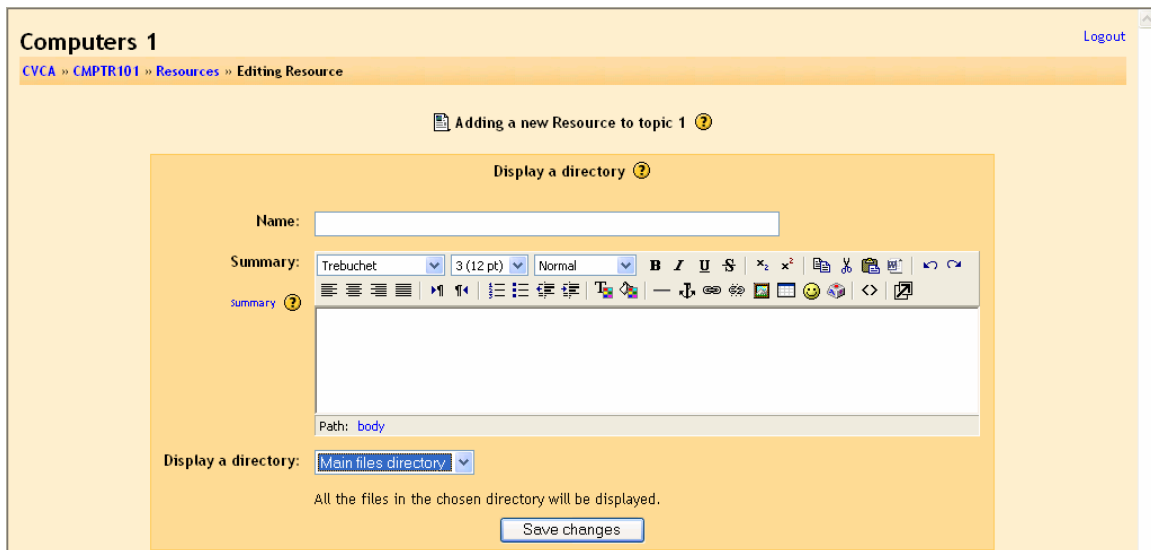 Computers 1
Logout
CVCA » CMPTR101 » Resources » Editing Resource
Adding a new Resource to topic 1 ?
Display a directory ?
Name:
Summary:
Trebuchet 3 (12 pt) Normal B I U S x₂ x²
Summary ?
Path: body
Display a directory: Main files directory
All the files in the chosen directory will be displayed.
Save changes